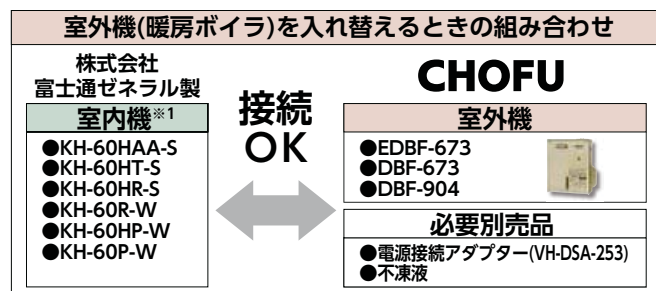 室外機(暖房ボイラ)を入れ替えるときの組み合わせ
株式会社
富士通ゼネラル製
室内機※1
●KH-60HAA-S
●KH-60HT-S
●KH-60HR-S
●KH-60R-W
●KH-60HP-W
●KH-60P-W
接続
OK
CHOFU
室外機
●EDBF-673
●DBF-673
●DBF-904
必要別売品
●電源接続アダプター(VH-DSA-253)
●不凍液